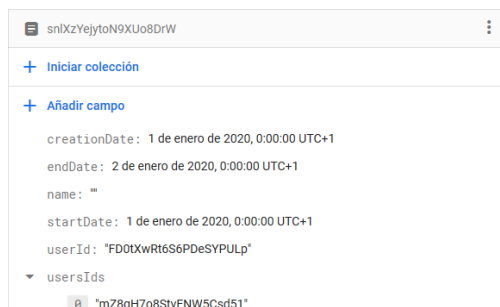 snlXzYejytoN9XUo8DrW
Iniciar colección
Añadir campo
creationDate: 1 de enero de 2020, 0:00:00 UTC+1
endDate: 2 de enero de 2020, 0:00:00 UTC+1
name: ""
startDate: 1 de enero de 2020, 0:00:00 UTC+1
userId: "FD0tXwRt6S6PDeSYPULp"
usersIds
0 "mZ8gH7o8StyFNW5Csd51"